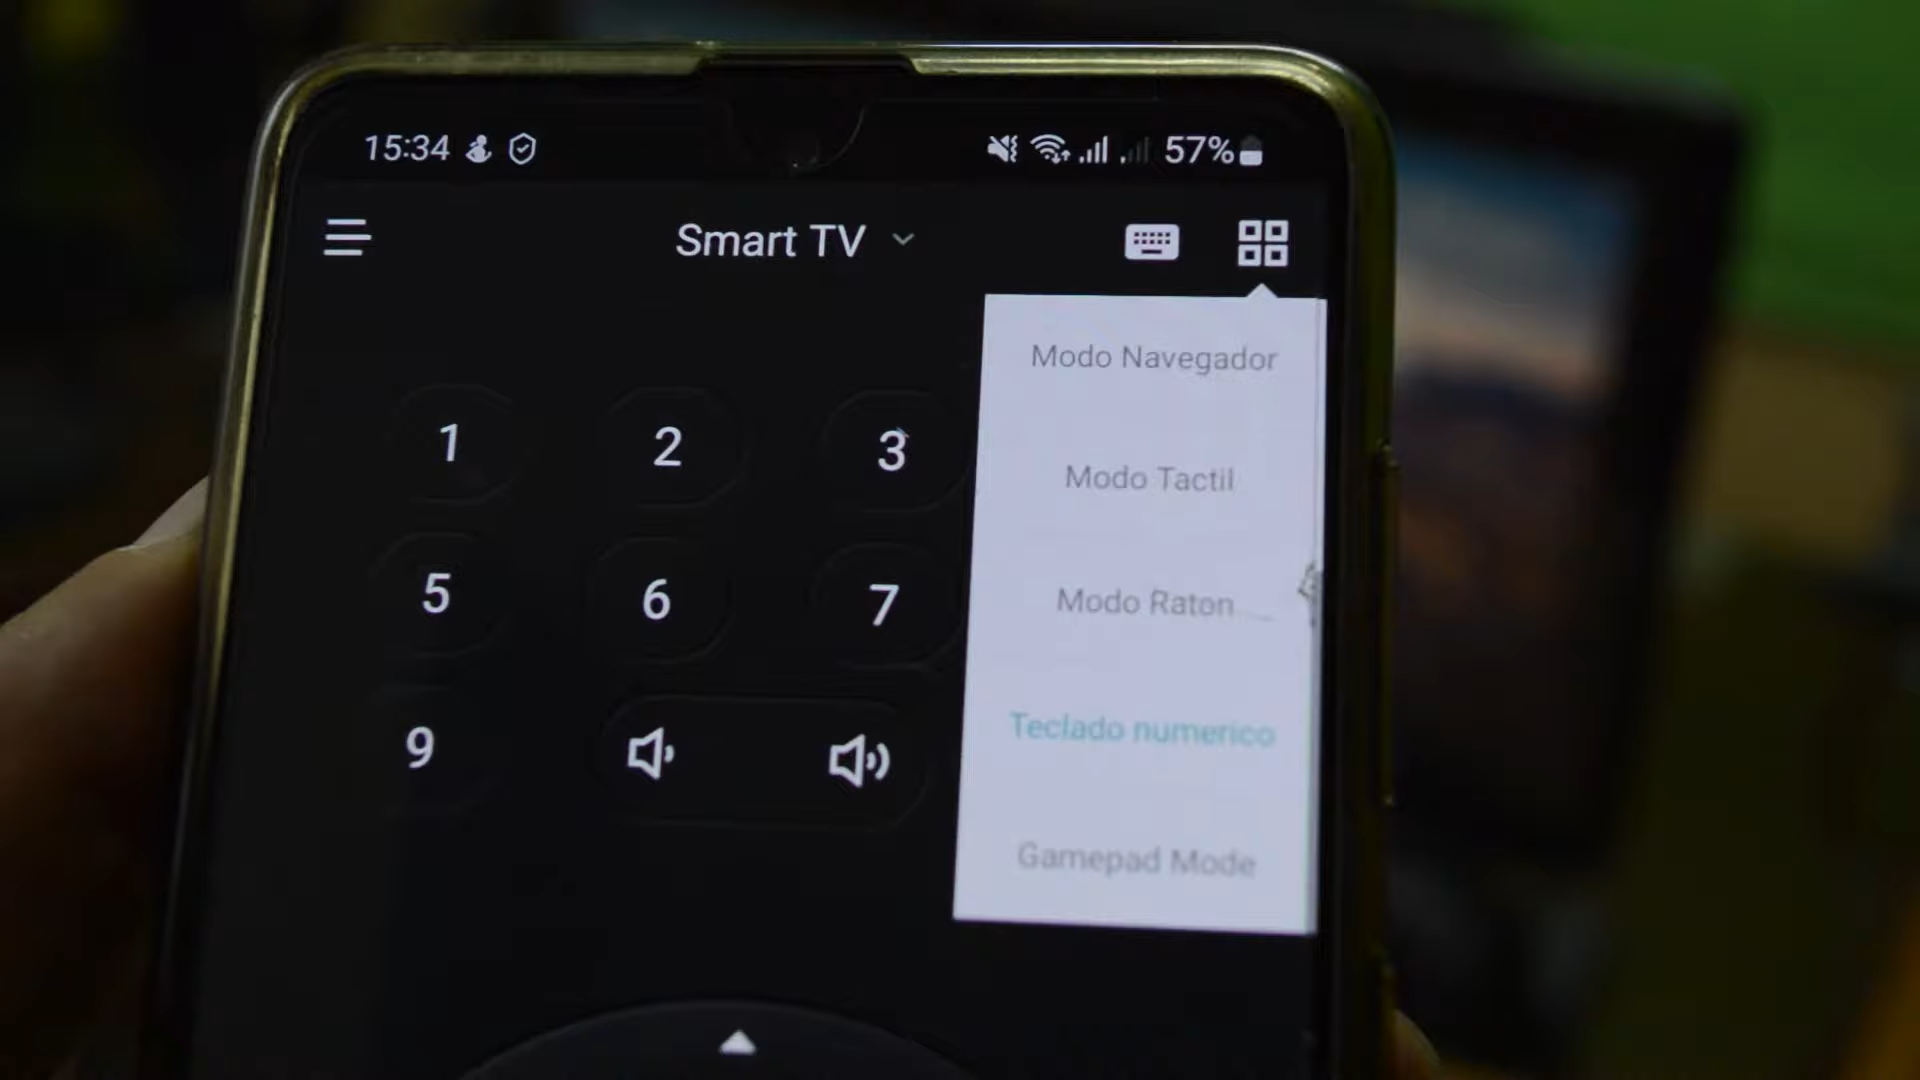 15:34 57%
Smart TV
Modo Navegador
1 2 3
Modo Tactil
5 6 7
Modo Raton
9
Teclado numerico
Gamepad Mode